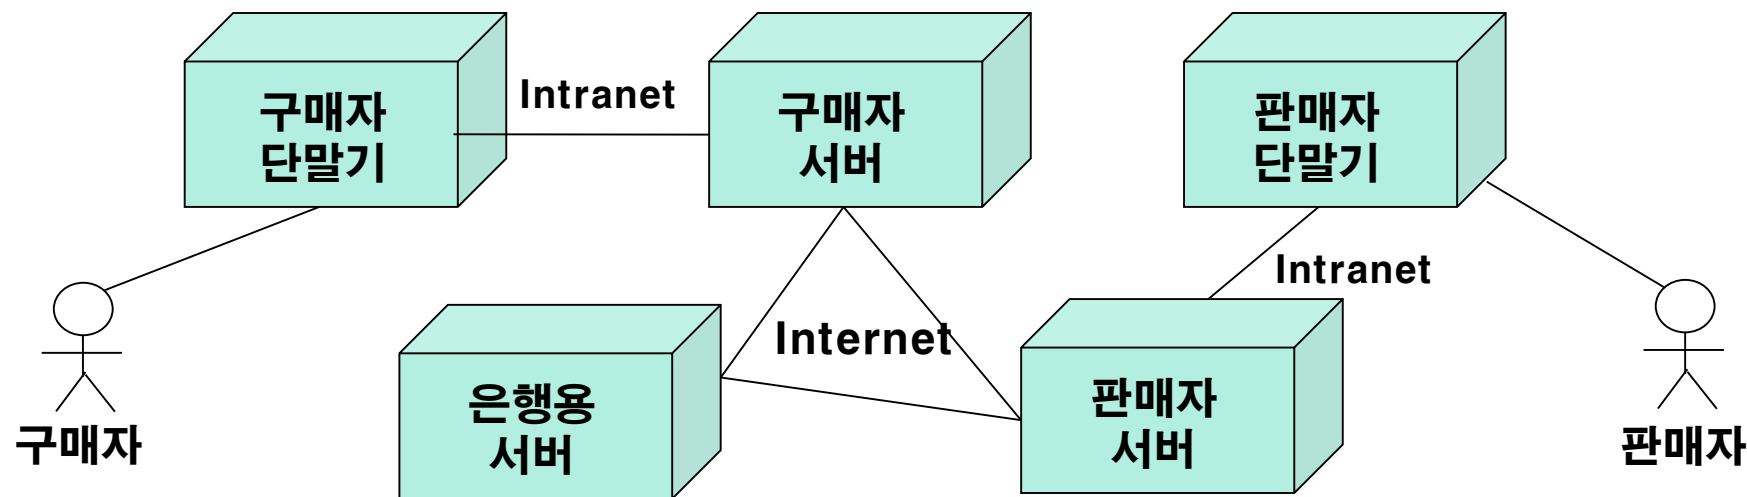 구매자
단말기
Intranet
구매자
서버
판매자
단말기
Intranet
Internet
은행용
서버
판매자
서버
구매자
판매자